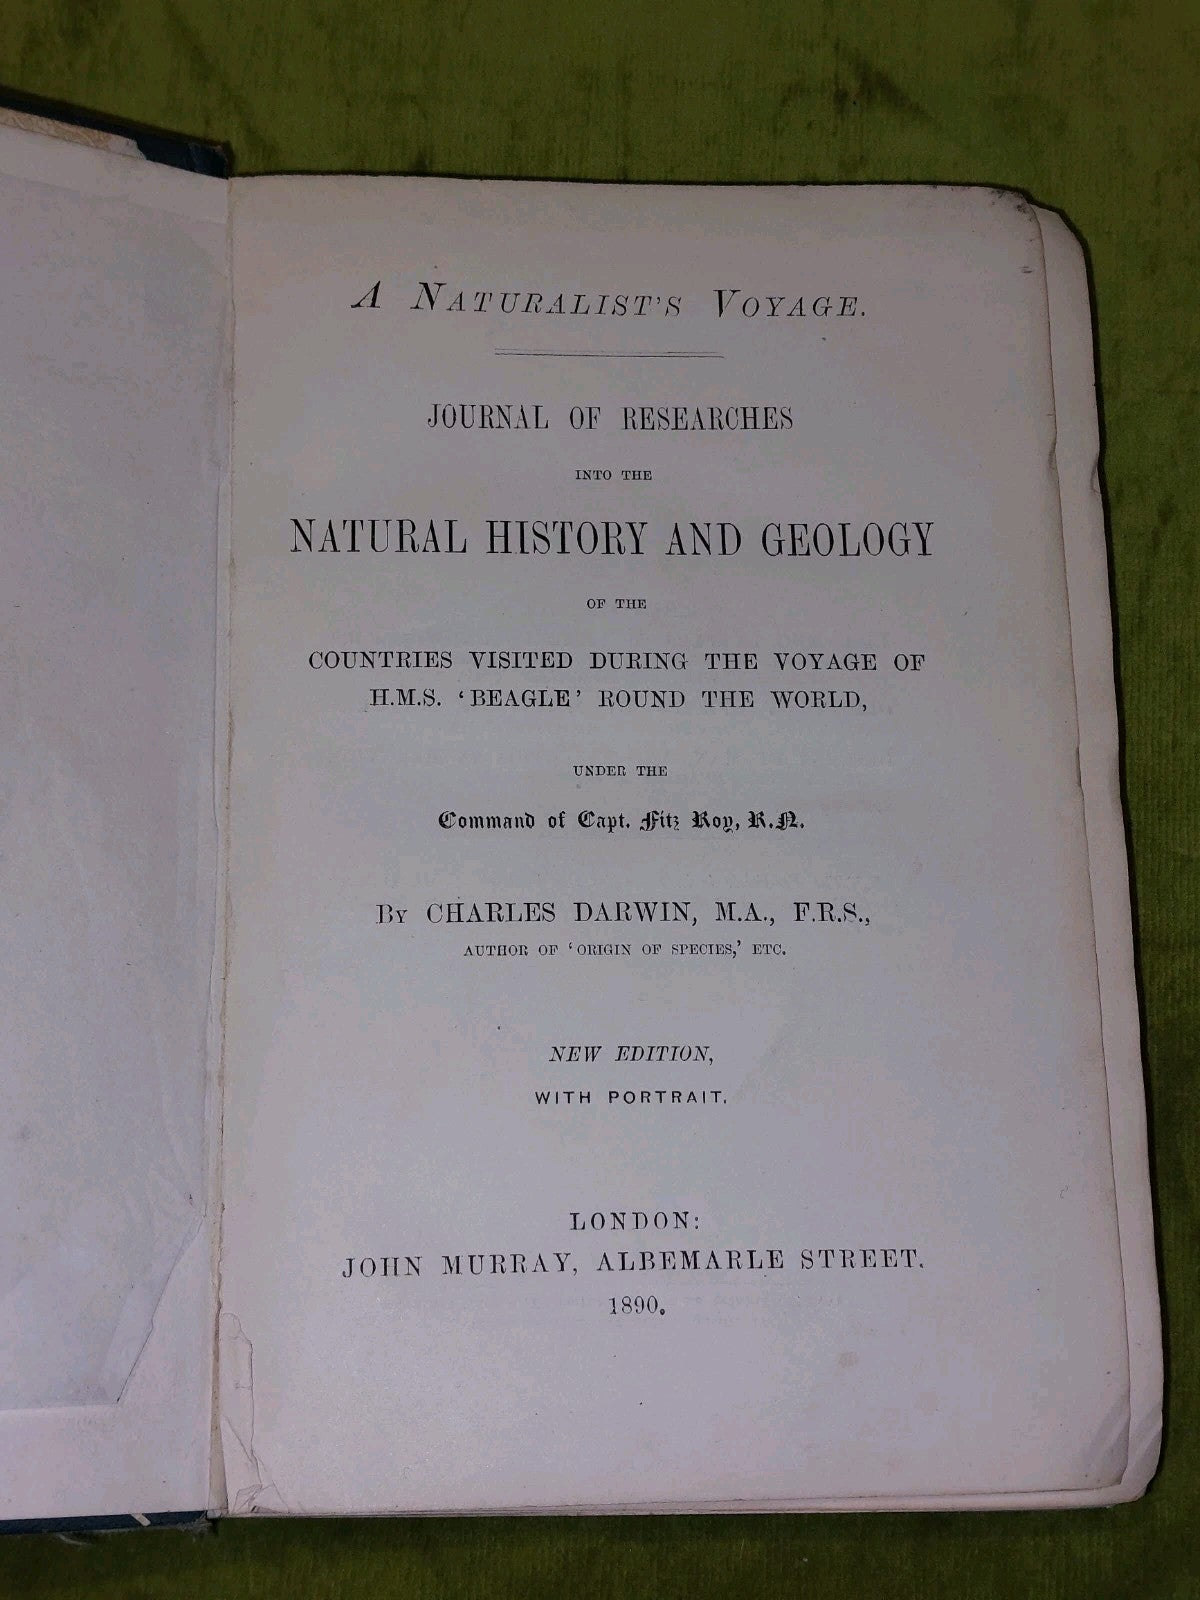 A NATURALIST'S VOYAGE.
JOURNAL OF RESEARCHES
INTO THE
NATURAL HISTORY AND GEOLOGY
OF THE
COUNTRIES VISITED DURING THE VOYAGE OF
H.M.S. ‘BEAGLE’ ROUND THE WORLD,
UNDER THE
Command of Capt. Fitz Roy, R.N.
BY CHARLES DARWIN, M.A., F.R.S.,
AUTHOR OF ‘ORIGIN OF SPECIES,’ ETC.
NEW EDITION,
WITH PORTRAIT.
LONDON:
JOHN MURRAY, ALBEMARLE STREET.
1890.